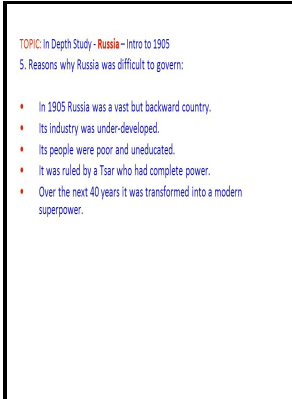 TOPIC: In Depth Study - Russia – Intro to 1905
5. Reasons why Russia was difficult to govern:
• In 1905 Russia was a vast but backward country.
• Its industry was under-developed.
• Its people were poor and uneducated.
• It was ruled by a Tsar who had complete power.
• Over the next 40 years it was transformed into a modern
superpower.